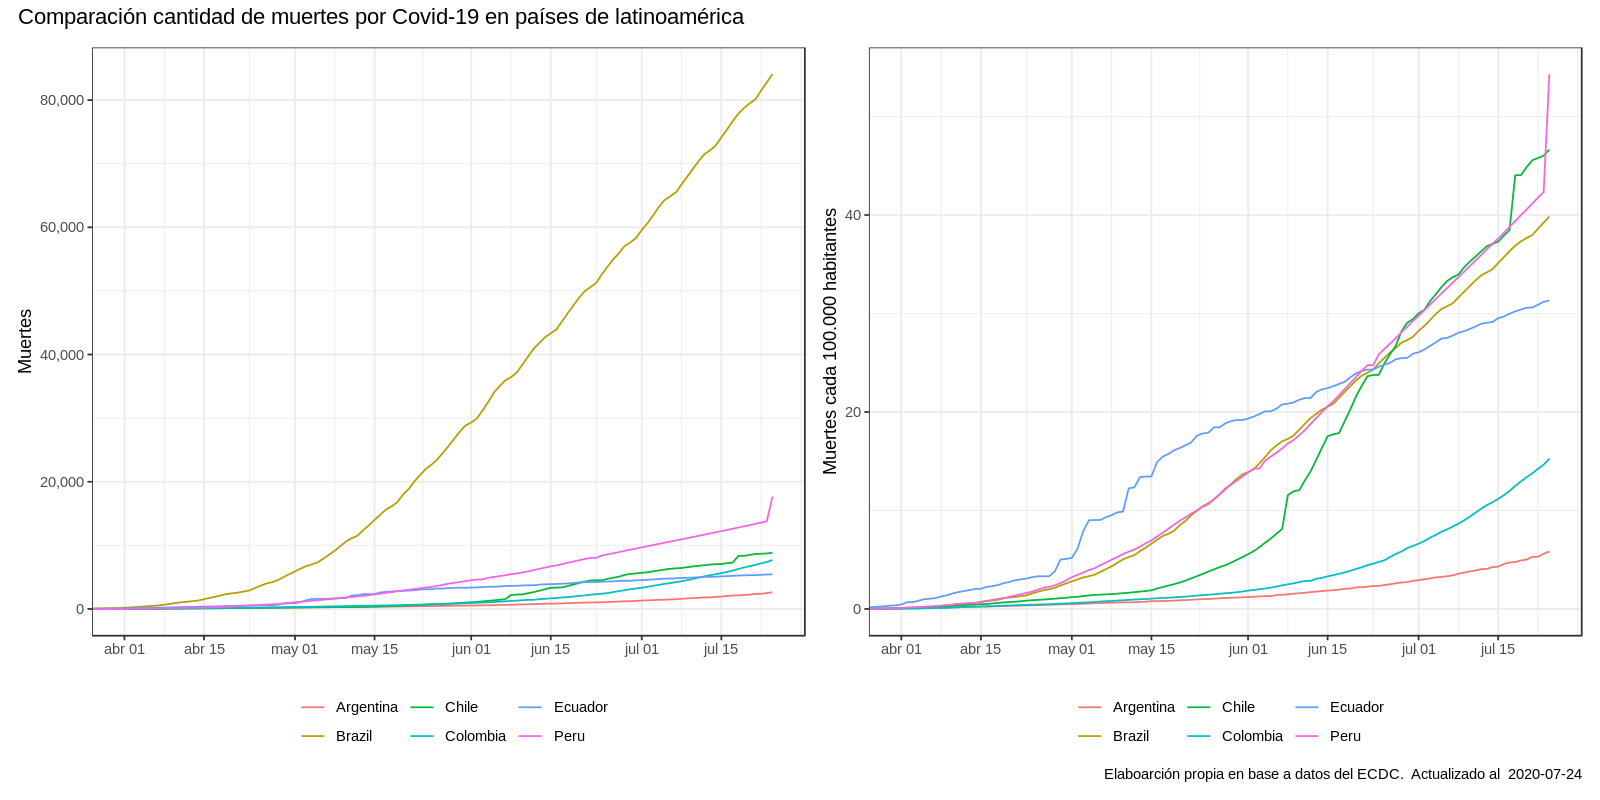 Comparación cantidad de muertes por Covid-19 en países de latinoamérica
Muertes
80,000
60,000
40,000
20,000
0
abr 01
abr 15
may 01
may 15
jun 01
jun 15
jul 01
jul 15
Argentina
Chile
Ecuador
Brazil
Colombia
Peru
Muertes cada 100.000 habitantes
40
20
0
abr 01
abr 15
may 01
may 15
jun 01
jun 15
jul 01
jul 15
Argentina
Chile
Ecuador
Brazil
Colombia
Peru
Elaboarción propia en base a datos del ECDC.  Actualizado al  2020-07-24